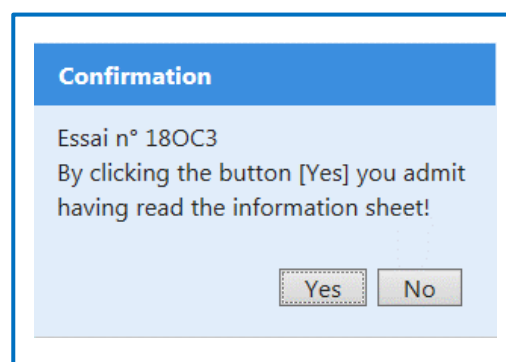 Confirmation
Essai n° 18OC3
By clicking the button [Yes] you admit
having read the information sheet!
Yes No